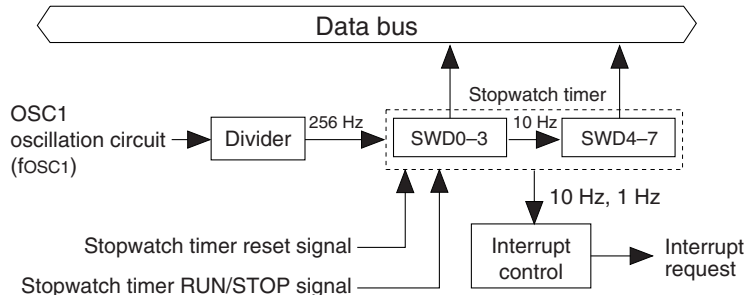 Data bus
Stopwatch timer
OSC1
oscillation circuit
(fOSC1)
Divider
256 Hz
SWD0–3
10 Hz
SWD4–7
10 Hz, 1 Hz
Stopwatch timer reset signal
Stopwatch timer RUN/STOP signal
Interrupt
control
Interrupt
request